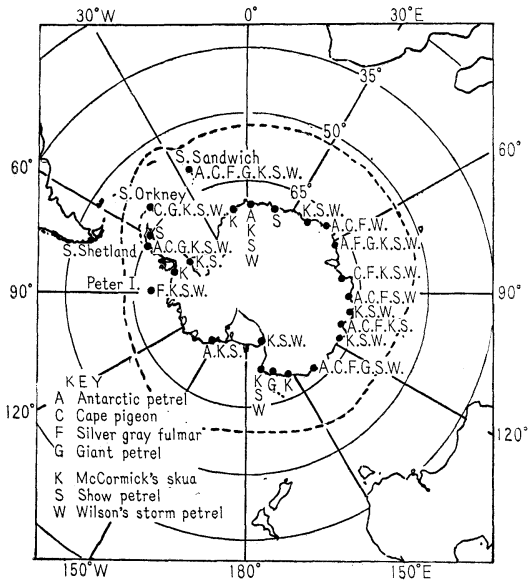 30°W 0° 30°E
35°
50°
60° 60°
S. Sandwich
A.C.F.G.K.S.W.
65°
S. Orkney
C.G.K.S.W.
K A K S W S
K.S.W.
A.C.F.W.
A.F.G.K.S.W.
K S
S. Shetland
A.C.G.K.S.W.
K.S.
K
C.F.K.S.W.
Peter I.
F.K.S.W.
90° 90°
A.C.F.S.W
K.S.W.
A.C.F.K.S.
K.S.W.
A.K.S.
K.S.W.
A.C.F.G.S.W.
K S W G K
KEY
A Antarctic petrel
C Cape pigeon
F Silver gray fulmar
G Giant petrel
K McCormick's skua
S Show petrel
W Wilson's storm petrel
120° 120°
150°W 180° 150°E